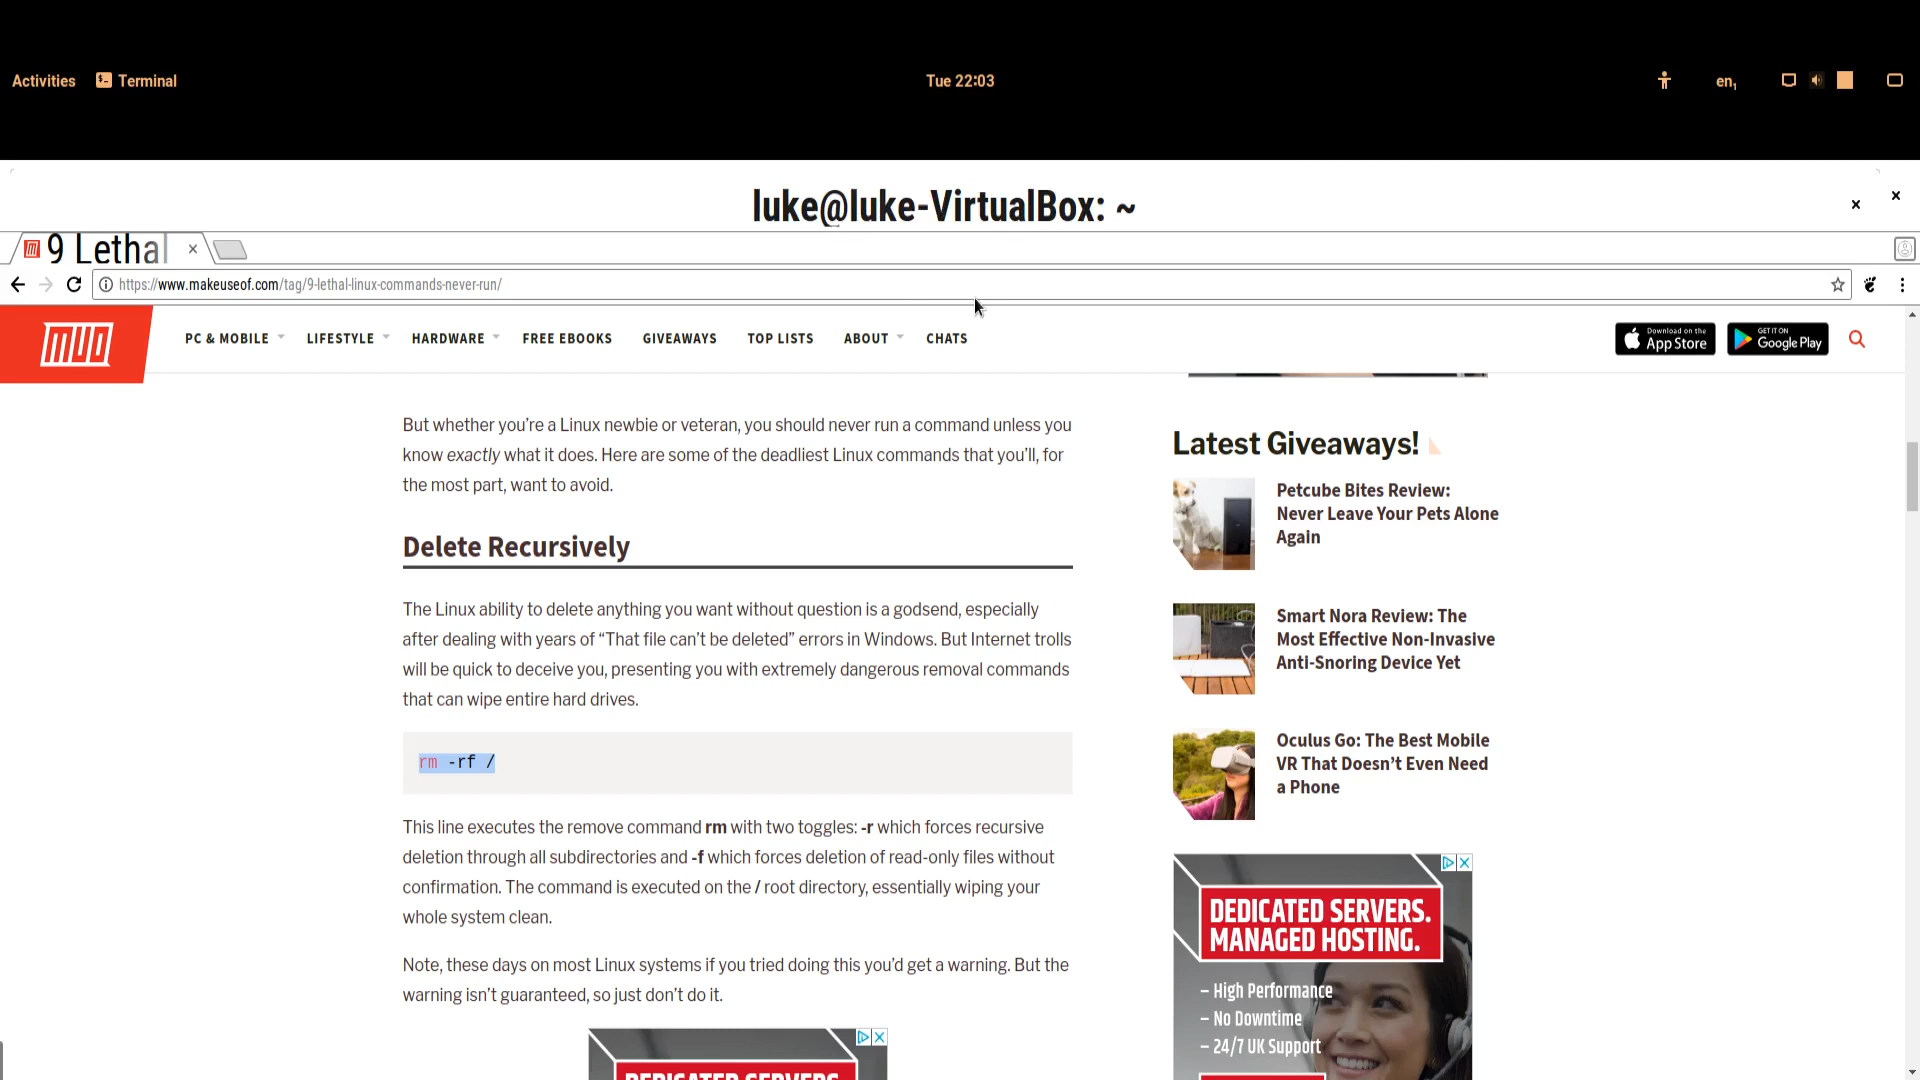 Activities Terminal Tue 22:03 en₁
luke@luke-VirtualBox: ~
9 Lethal
https://www.makeuseof.com/tag/9-lethal-linux-commands-never-run/
MUO
PC & MOBILE LIFESTYLE HARDWARE FREE EBOOKS GIVEAWAYS TOP LISTS ABOUT CHATS
Download on the
App Store
GET IT ON
Google Play
But whether you’re a Linux newbie or veteran, you should never run a command unless you
know exactly what it does. Here are some of the deadliest Linux commands that you’ll, for
the most part, want to avoid.
Delete Recursively
The Linux ability to delete anything you want without question is a godsend, especially
after dealing with years of “That file can’t be deleted” errors in Windows. But Internet trolls
will be quick to deceive you, presenting you with extremely dangerous removal commands
that can wipe entire hard drives.
rm -rf /
This line executes the remove command rm with two toggles: -r which forces recursive
deletion through all subdirectories and -f which forces deletion of read-only files without
confirmation. The command is executed on the / root directory, essentially wiping your
whole system clean.
Note, these days on most Linux systems if you tried doing this you’d get a warning. But the
warning isn’t guaranteed, so just don’t do it.
DEDICATED SERVERS.
Latest Giveaways!
Petcube Bites Review:
Never Leave Your Pets Alone
Again
Smart Nora Review: The
Most Effective Non-Invasive
Anti-Snoring Device Yet
Oculus Go: The Best Mobile
VR That Doesn’t Even Need
a Phone
DEDICATED SERVERS.
MANAGED HOSTING.
– High Performance
– No Downtime
– 24/7 UK Support